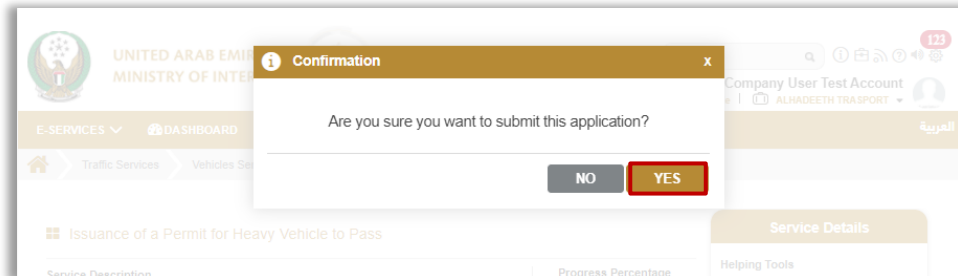 123
UNITED ARAB EMIR
MINISTRY OF INTER
Confirmation
x
Company User Test Account
ALHADEETH TRASPORT
E-SERVICES
DASHBOARD
العربية
Are you sure you want to submit this application?
Traffic Services
Vehicles Se
NO
YES
Issuance of a Permit for Heavy Vehicle to Pass
Service Details
Service Description
Progress Percentage
Helping Tools